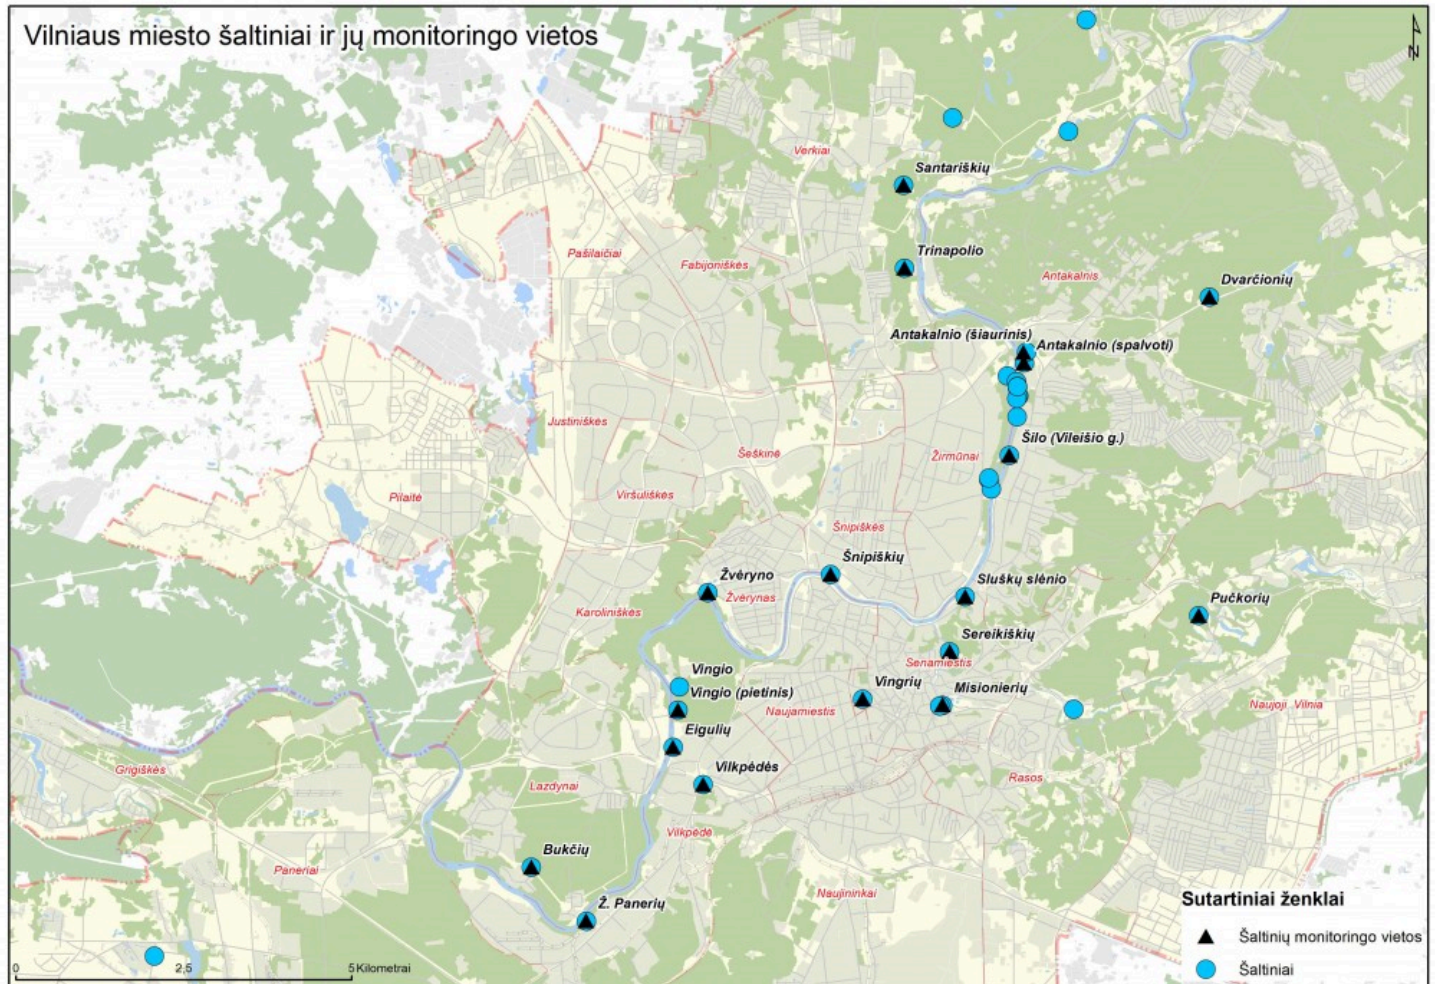 Vilniaus miesto šaltiniai ir jų monitoringo vietos
N
Verkiai
Santariškių
Pašilaičiai
Fabijoniškės
Trinapolio
Antakalnis
Dvarčionių
Antakalnio (šiaurinis)
Antakalnio (spalvoti)
Justiniškės
Šeškinė
Žirmūnai
Šilo (Vileišio g.)
Pilaitė
Viršuliškės
Šnipiškės
Šnipiškių
Žvėryno
Žvėrynas
Karoliniškės
Sluškų slėnio
Pučkorių
Sereikiškių
Senamiestis
Vingio
Vingio (pietinis)
Vingrių
Misionierių
Naujamiestis
Naujoji Vilnia
Eigulių
Grigiškės
Vilkpėdės
Lazdynai
Rasos
Vilkpėdė
Bukčių
Paneriai
Naujininkai
Ž. Panerių
Sutartiniai ženklai
Šaltinių monitoringo vietos
Šaltiniai
0 2,5 5 Kilometrai